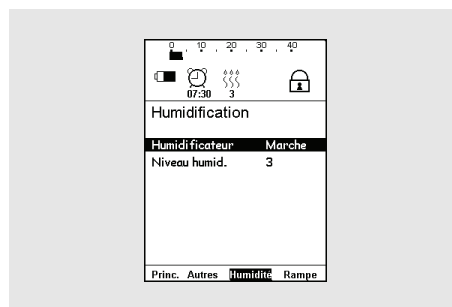 0 10 20 30 40
07:30 3
Humidification
Humidificateur Marche
Niveau humid. 3
Princ. Autres Humidité Rampe